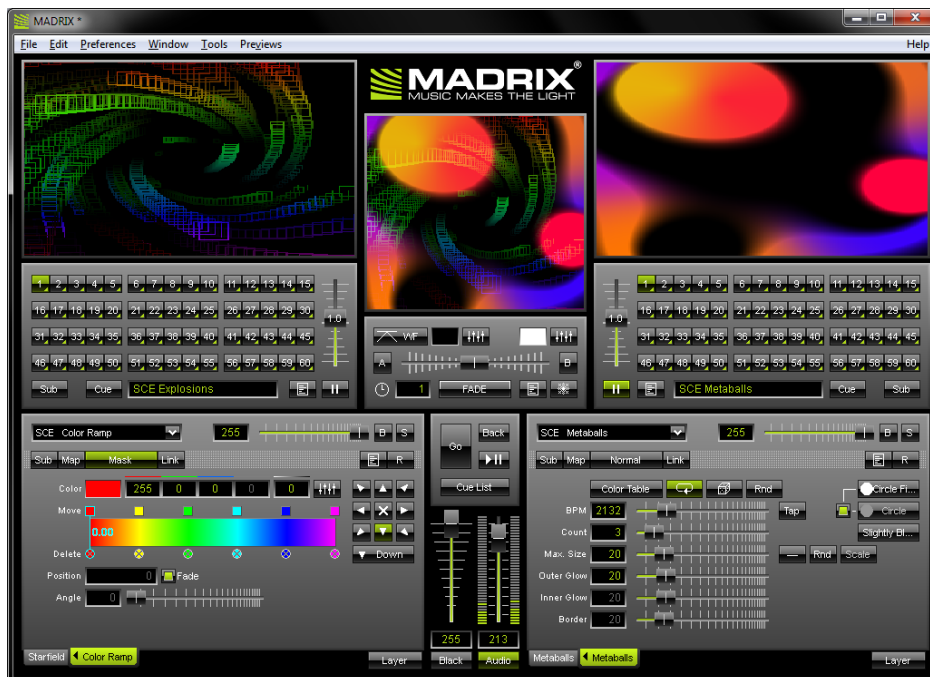 MADRIX *
File Edit Preferences Window Tools Previews Help
MADRIX®
MUSIC MAKES THE LIGHT
1 2 3 4 5 6 7 8 9 10 11 12 13 14 15
16 17 18 19 20 21 22 23 24 25 26 27 28 29 30
31 32 33 34 35 36 37 38 39 40 41 42 43 44 45
46 47 48 49 50 51 52 53 54 55 56 57 58 59 60
1.0
Sub Cue SCE Explosions
WF
A B
1 FADE
1 2 3 4 5 6 7 8 9 10 11 12 13 14 15
16 17 18 19 20 21 22 23 24 25 26 27 28 29 30
31 32 33 34 35 36 37 38 39 40 41 42 43 44 45
46 47 48 49 50 51 52 53 54 55 56 57 58 59 60
1.0
SCE Metaballs Cue Sub
SCE Color Ramp 255 B S
Sub Map Mask Link R
Color 255 0 0 0 0
Move
0.00
Delete
Down
Position 0 Fade
Angle 0
Starfield Color Ramp Layer
Go Back
Cue List
255 213
Black Audio
SCE Metaballs 255 B S
Sub Map Normal Link R
Color Table Rnd Circle Fi...
BPM 2132 Tap Circle
Count 3 Slightly Bl...
Max. Size 20 Rnd Scale
Outer Glow 20
Inner Glow 20
Border 20
Metaballs Metaballs Layer